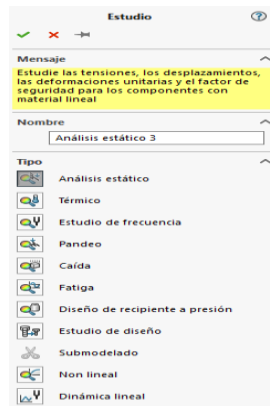 Estudio
Mensaje
Estudie las tensiones, los desplazamientos,
las deformaciones unitarias y el factor de
seguridad para los componentes con
material lineal
Nombre
Análisis estático 3
Tipo
Análisis estático
Térmico
Estudio de frecuencia
Pandeo
Caída
Fatiga
Diseño de recipiente a presión
Estudio de diseño
Submodelado
Non lineal
Dinámica lineal